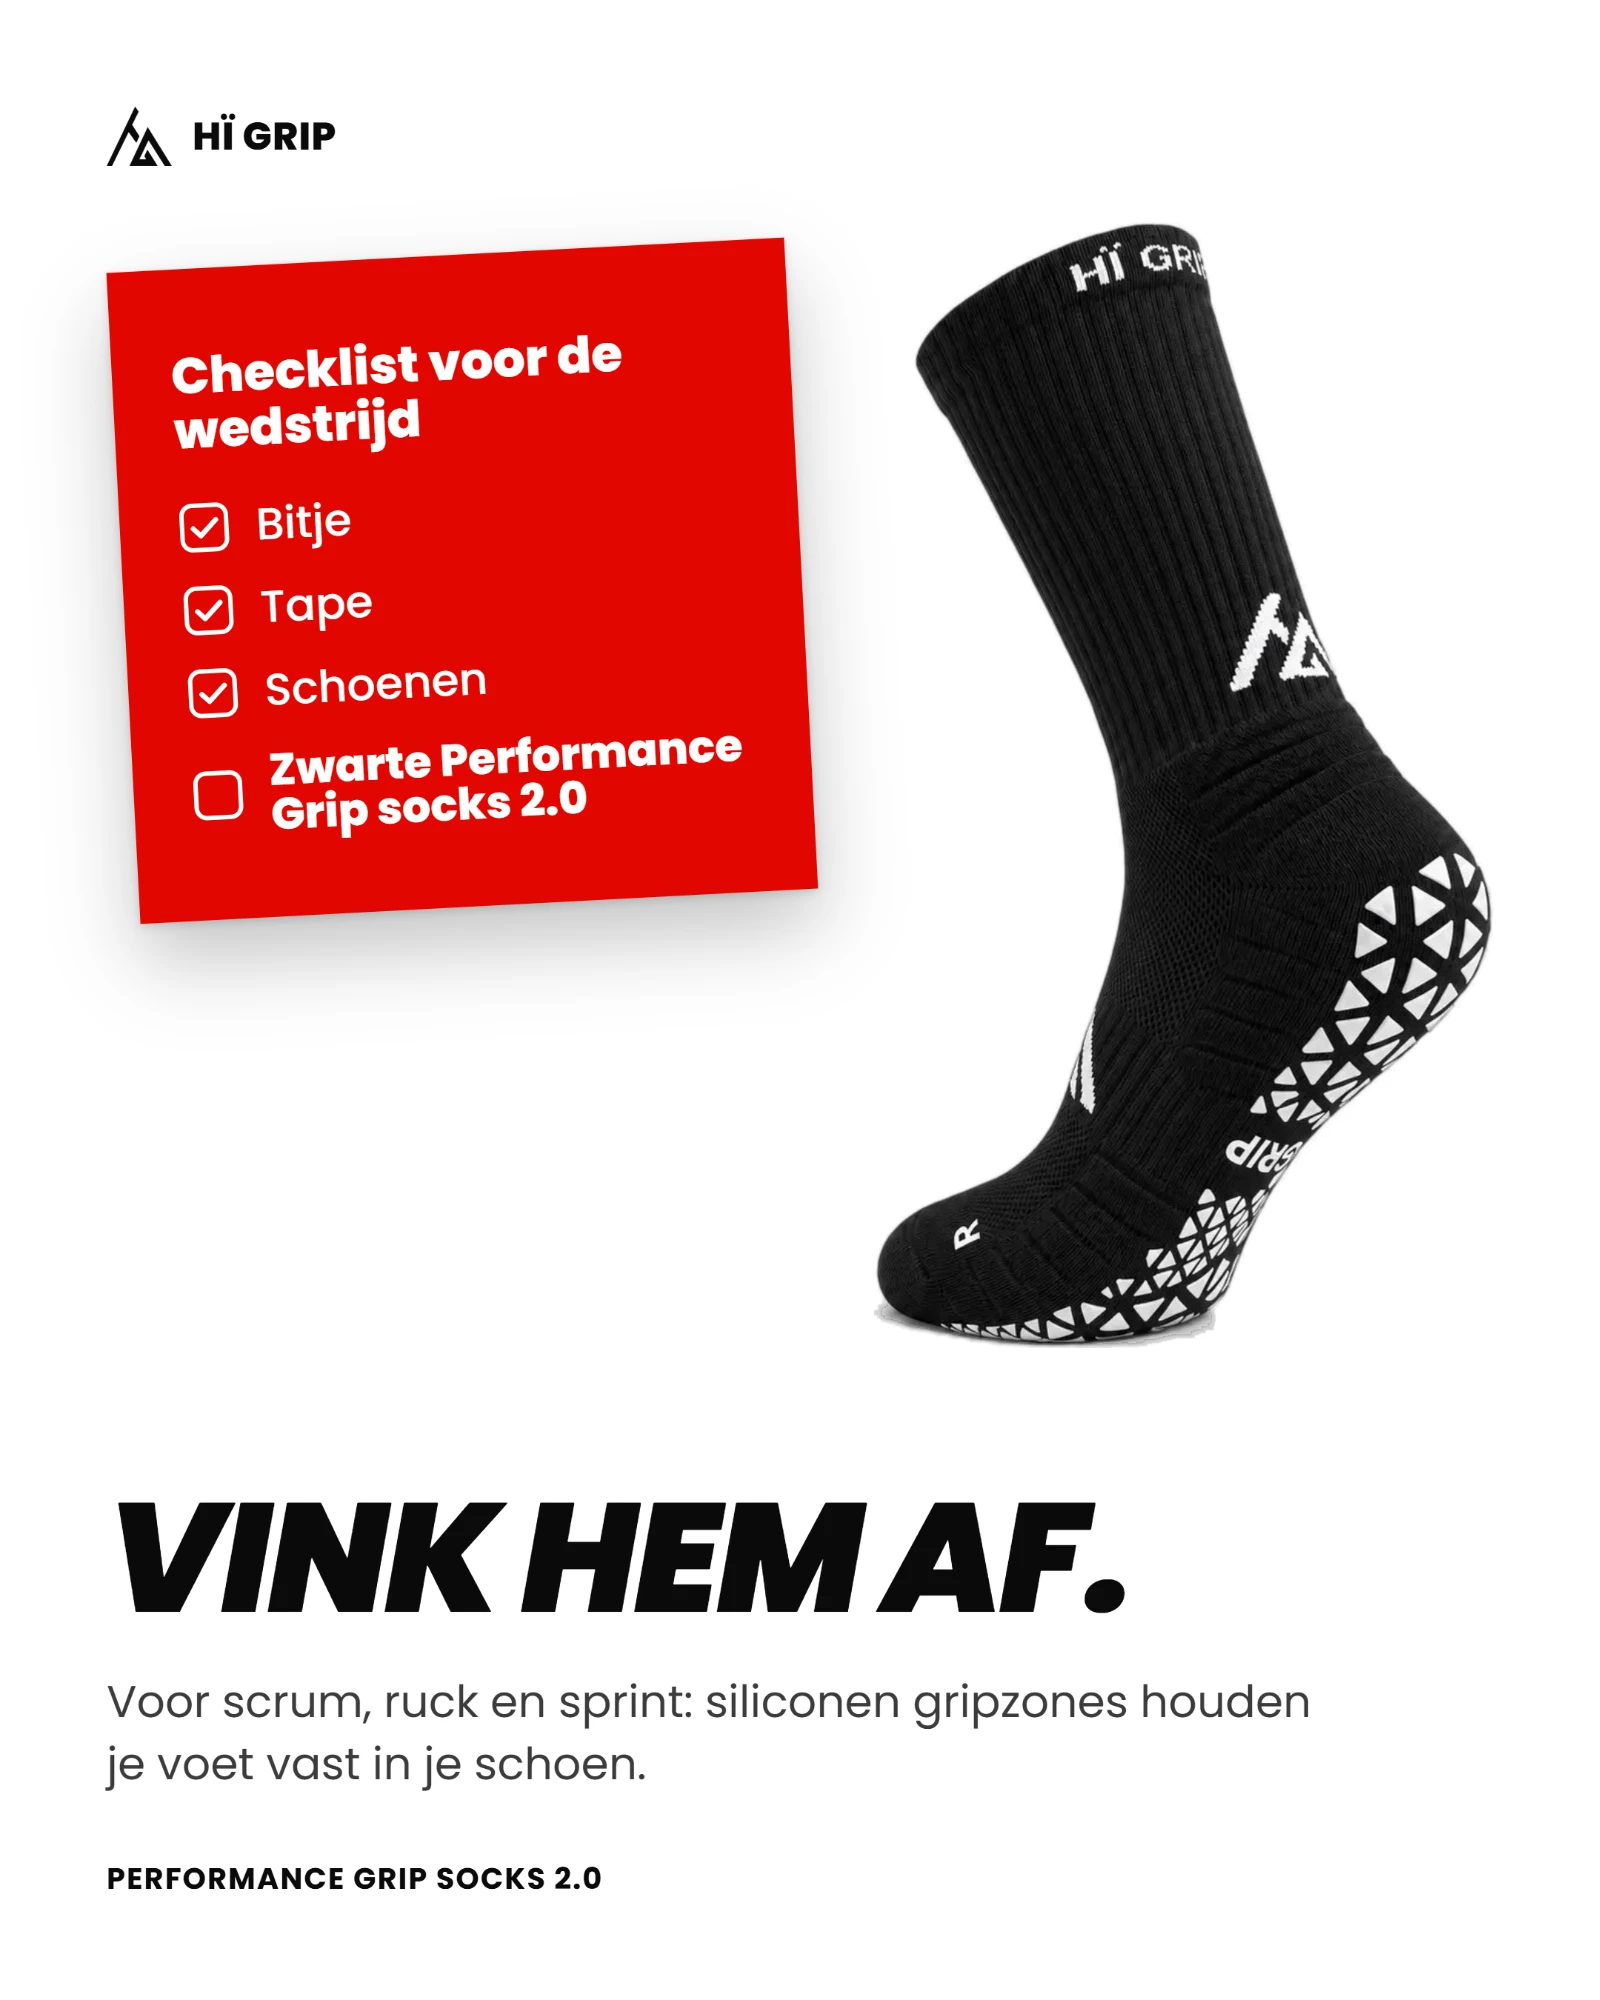 HÏ GRIP
Checklist voor de
wedstrijd
Bitje
Tape
Schoenen
Zwarte Performance
Grip socks 2.0
HÏ GRIP
GRIP
R
VINK HEM AF.
Voor scrum, ruck en sprint: siliconen gripzones houden
je voet vast in je schoen.
PERFORMANCE GRIP SOCKS 2.0